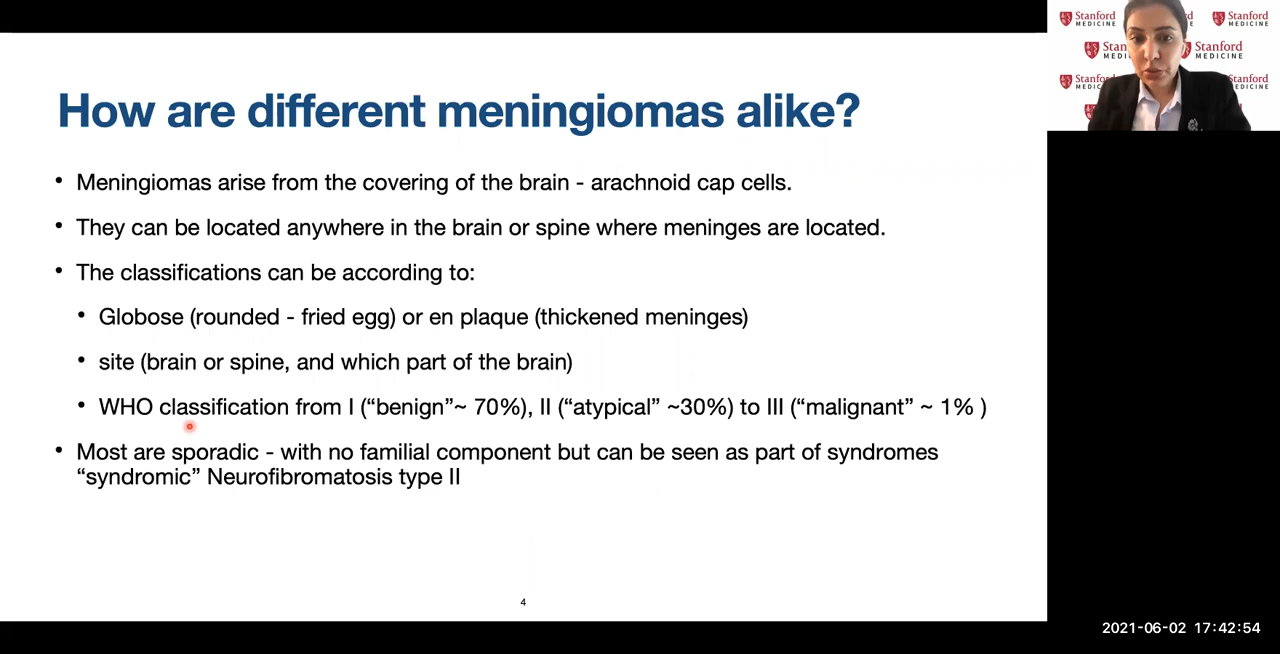 How are different meningiomas alike?
• Meningiomas arise from the covering of the brain - arachnoid cap cells.
• They can be located anywhere in the brain or spine where meninges are located.
• The classifications can be according to:
• Globose (rounded - fried egg) or en plaque (thickened meninges)
• site (brain or spine, and which part of the brain)
• WHO classification from I (“benign”~ 70%), II (“atypical” ~30%) to III (“malignant” ~ 1% )
• Most are sporadic - with no familial component but can be seen as part of syndromes
“syndromic” Neurofibromatosis type II
4
Stanford
MEDICINE
Stanford
MEDICINE
Stanford
MEDICINE
2021-06-02 17:42:54